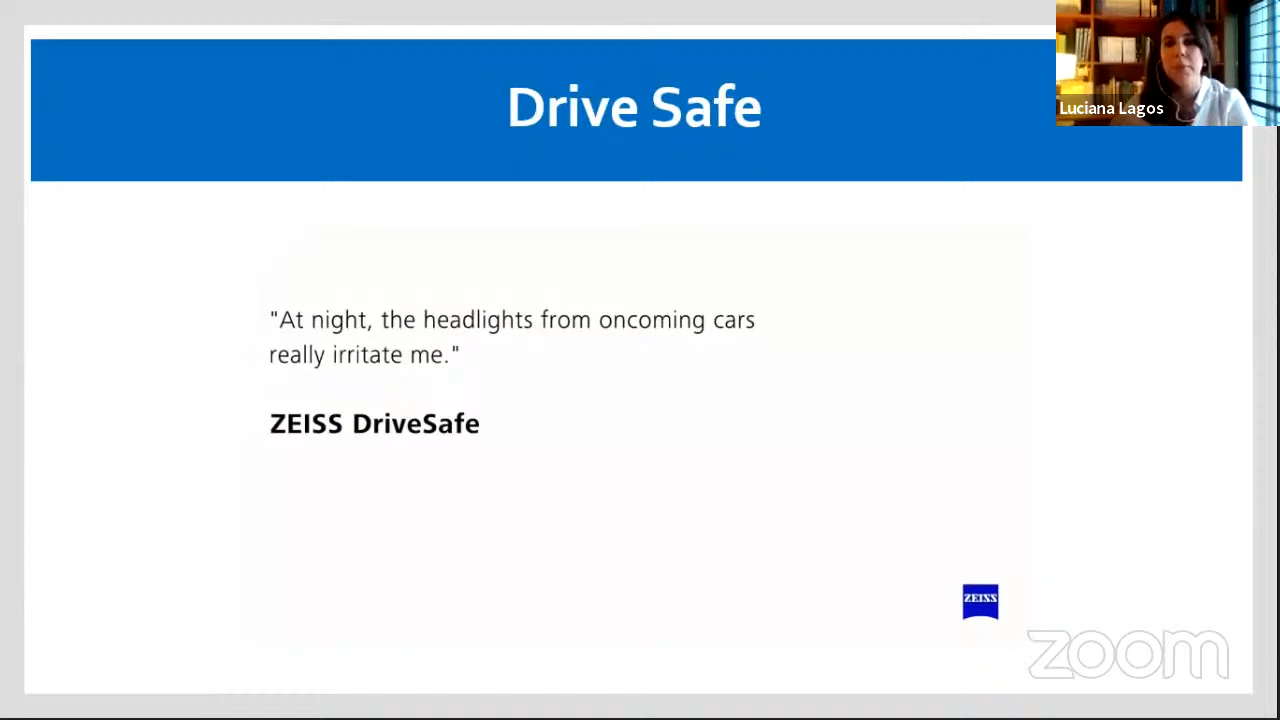 Drive Safe
Luciana Lagos
"At night, the headlights from oncoming cars
really irritate me."
ZEISS DriveSafe
ZEISS
zoom